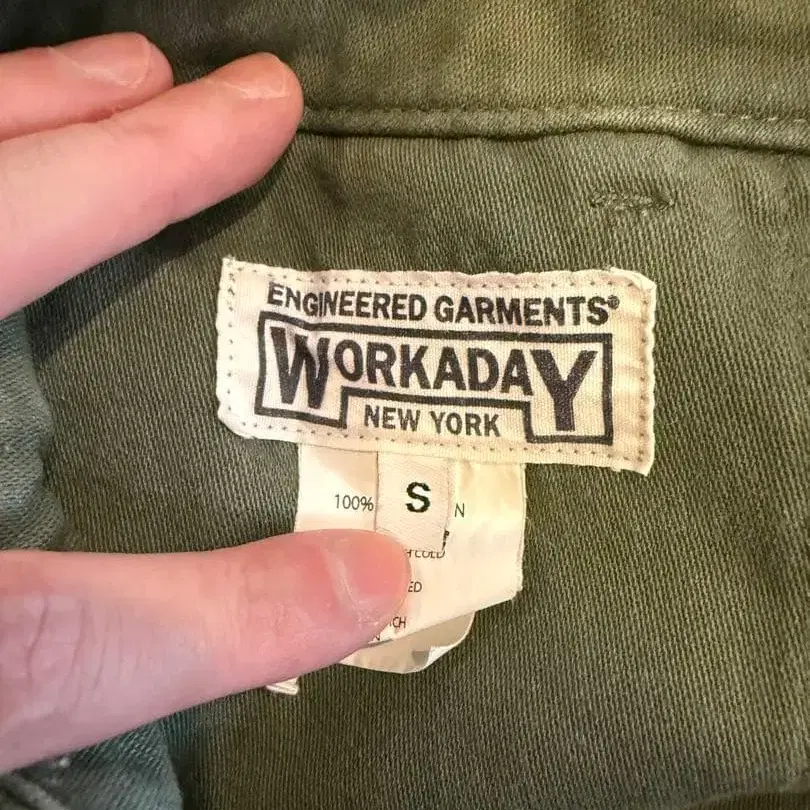 ENGINEERED GARMENTS®
WORKADAY
NEW YORK
S
100% N